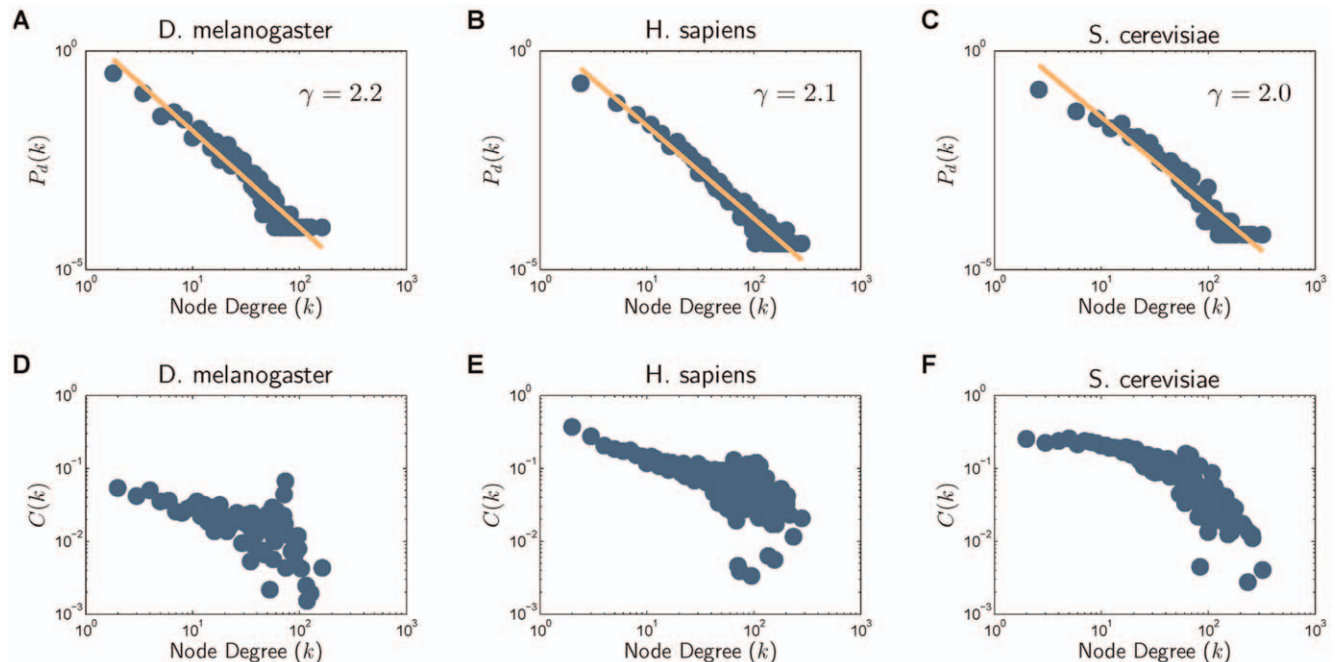 A
D. melanogaster
10^0
γ = 2.2
P_d(k)
10^-5
10^0 10^1 10^2 10^3
Node Degree (k)
B
H. sapiens
10^0
γ = 2.1
P_d(k)
10^-5
10^0 10^1 10^2 10^3
Node Degree (k)
C
S. cerevisiae
10^0
γ = 2.0
P_d(k)
10^-5
10^0 10^1 10^2 10^3
Node Degree (k)
D
D. melanogaster
10^0
10^-1
C(k)
10^-2
10^-3
10^0 10^1 10^2 10^3
Node Degree (k)
E
H. sapiens
10^0
10^-1
C(k)
10^-2
10^-3
10^0 10^1 10^2 10^3
Node Degree (k)
F
S. cerevisiae
10^0
10^-1
C(k)
10^-2
10^-3
10^0 10^1 10^2 10^3
Node Degree (k)